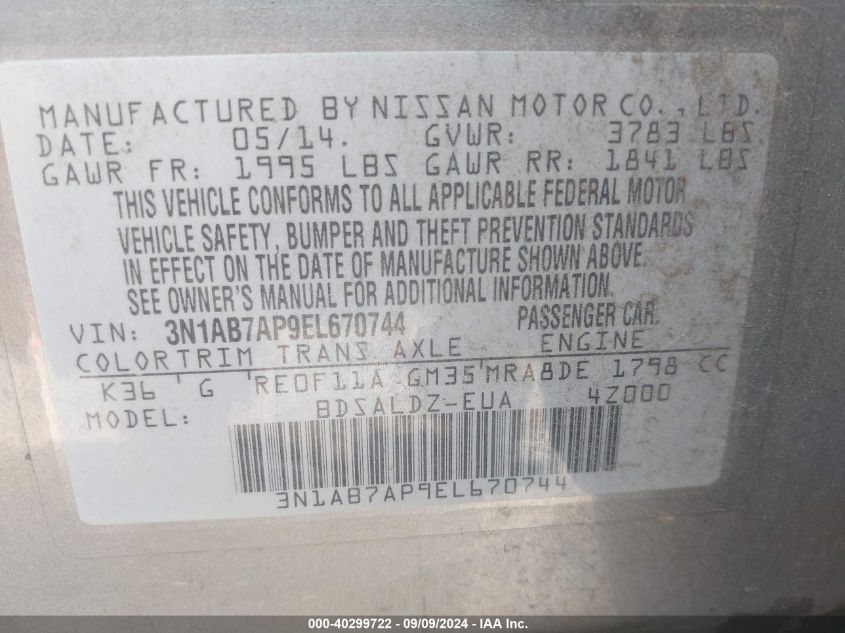 MANUFACTURED BY NISSAN MOTOR CO., LTD.
DATE: 05/14. GVWR: 3783 LBS
GAWR FR: 1995 LBS GAWR RR: 1841 LBS
THIS VEHICLE CONFORMS TO ALL APPLICABLE FEDERAL MOTOR
VEHICLE SAFETY, BUMPER AND THEFT PREVENTION STANDARDS
IN EFFECT ON THE DATE OF MANUFACTURE SHOWN ABOVE.
SEE OWNER'S MANUAL FOR ADDITIONAL INFORMATION.
VIN: 3N1AB7AP9EL670744 PASSENGER CAR.
COLOR TRIM TRANS AXLE ENGINE
K36 G RE0F11A GM35 MRA8DE 1798 CC
MODEL: BDSALDZ-EUA 4Z000
3N1AB7AP9EL670744
000-40299722 - 09/09/2024 - IAA Inc.